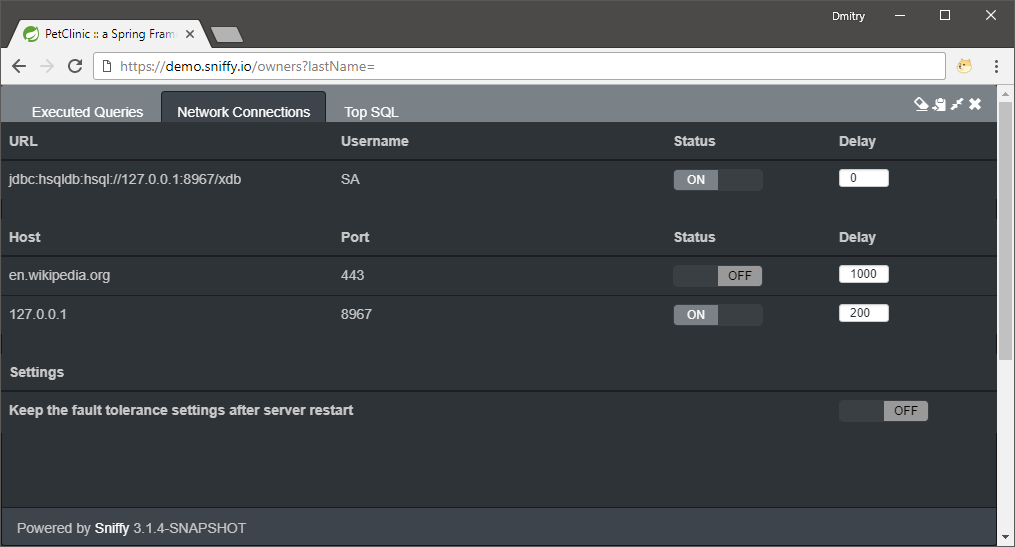 Dmitry
PetClinic :: a Spring Fram
https://demo.sniffy.io/owners?lastName=
Executed Queries Network Connections Top SQL
URL Username Status Delay
jdbc:hsqldb:hsql://127.0.0.1:8967/xdb SA ON 0
Host Port Status Delay
en.wikipedia.org 443 OFF 1000
127.0.0.1 8967 ON 200
Settings
Keep the fault tolerance settings after server restart OFF
Powered by Sniffy 3.1.4-SNAPSHOT